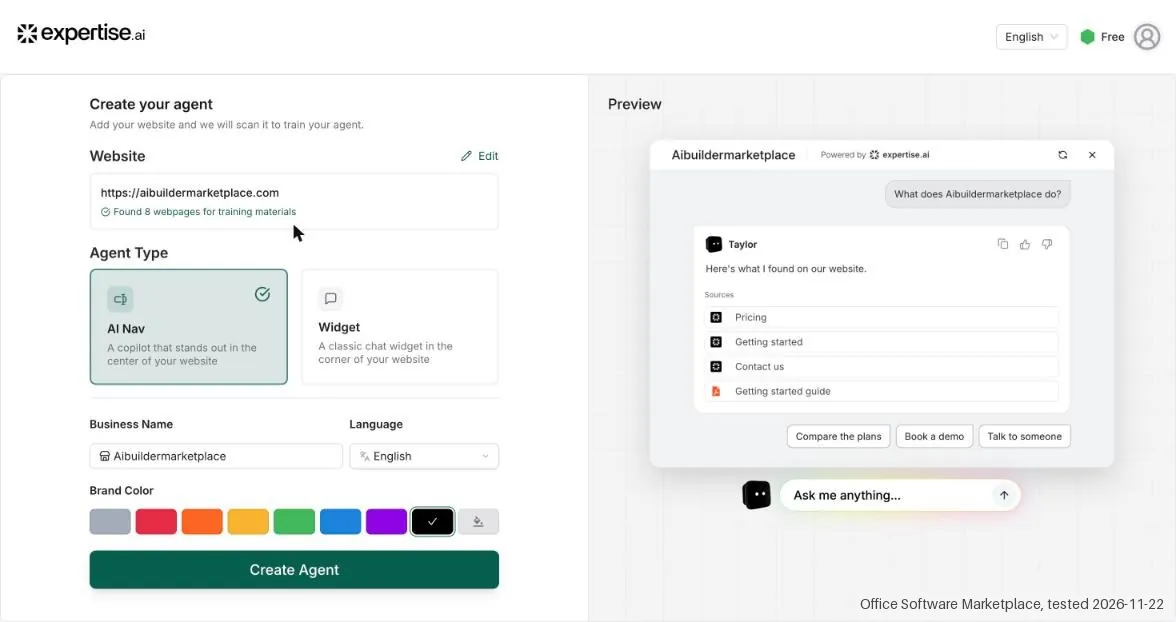 expertise.ai
English
Free
Create your agent
Add your website and we will scan it to train your agent.
Website
Edit
https://aibuildermarketplace.com
Found 8 webpages for training materials
Agent Type
AI Nav
A copilot that stands out in the
center of your website
Widget
A classic chat widget in the
corner of your website
Business Name
Language
Aibuildermarketplace
English
Brand Color
Create Agent
Preview
Aibuildermarketplace
Powered by expertise.ai
What does Aibuildermarketplace do?
Taylor
Here's what I found on our website.
Sources
Pricing
Getting started
Contact us
Getting started guide
Compare the plans
Book a demo
Talk to someone
Ask me anything...
Office Software Marketplace, tested 2026-11-22